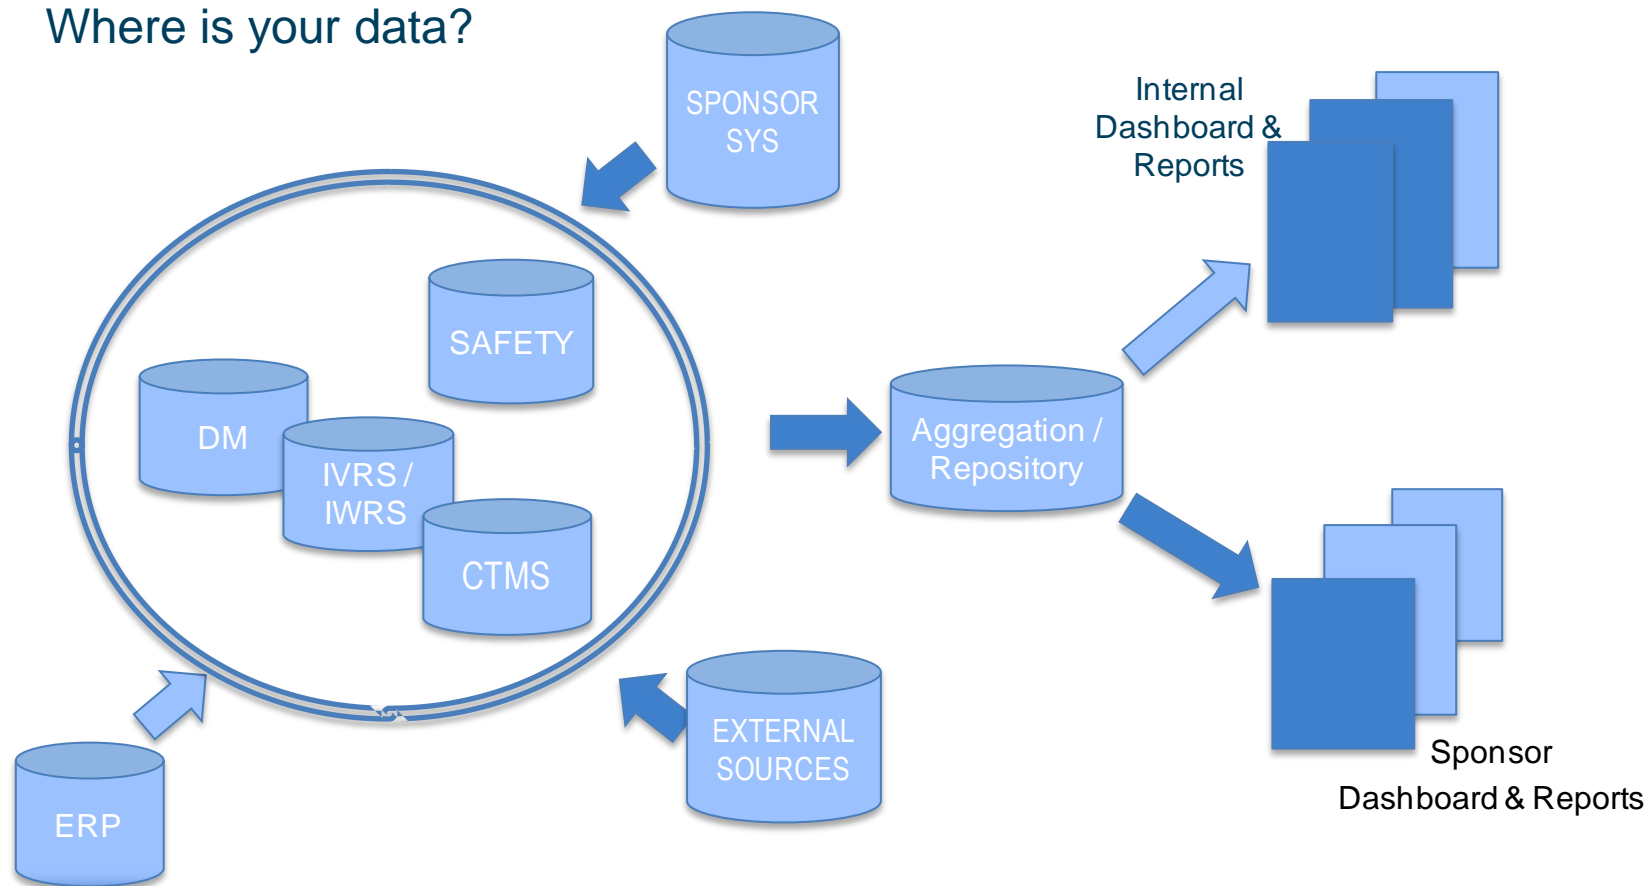 Where is your data?
SPONSOR
SYS
Internal
Dashboard &
Reports
SAFETY
DM
IVRS /
IWRS
CTMS
Aggregation /
Repository
EXTERNAL
SOURCES
ERP
Sponsor
Dashboard & Reports